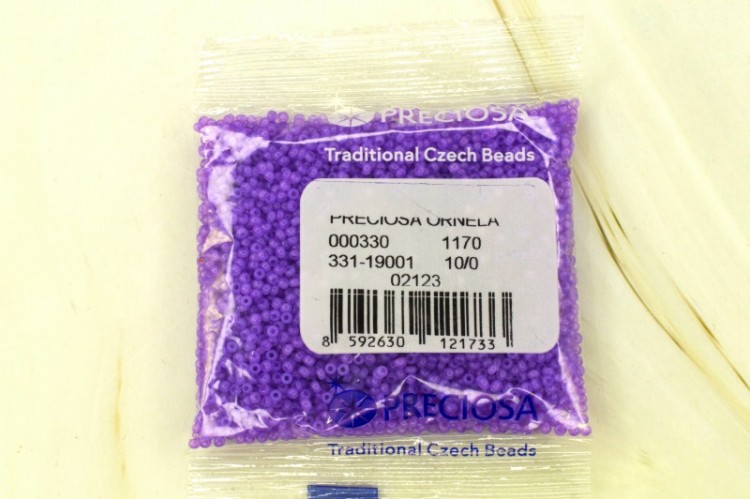 PRECIOSA
Traditional Czech Beads
PRECIOSA ORNELA
000330 1170
331-19001 10/0
02123
8 592630 121733
PRECIOSA
Traditional Czech Beads